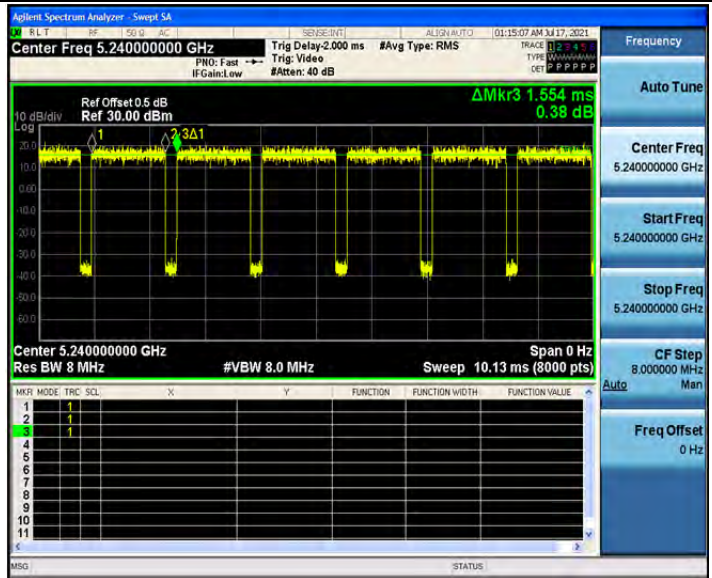 Agilent Spectrum Analyzer - Swept SA
RLT RF 50 Ω AC SENSE:INT ALIGN AUTO 01:15:07 AM Jul 17, 2021
Center Freq 5.240000000 GHz
PNO: Fast
IFGain:Low
Trig Delay-2.000 ms
Trig: Video
#Atten: 40 dB
#Avg Type: RMS
TRACE 1 2 3 4 5 6
TYPE
DET P P P P P P
Frequency
Auto Tune
Center Freq
5.240000000 GHz
Start Freq
5.240000000 GHz
Stop Freq
5.240000000 GHz
CF Step
8.000000 MHz
Auto Man
Freq Offset
0 Hz
ΔMkr3 1.554 ms
0.38 dB
Ref Offset 0.5 dB
10 dB/div Ref 30.00 dBm
Log
1
2 3Δ1
20.0
10.0
0.00
-10.0
-20.0
-30.0
-40.0
-50.0
-60.0
Center 5.240000000 GHz Span 0 Hz
Res BW 8 MHz #VBW 8.0 MHz Sweep 10.13 ms (8000 pts)
MKR MODE TRC SCL X Y FUNCTION FUNCTION WIDTH FUNCTION VALUE
1 1
2 1
3 1
4
5
6
7
8
9
10
11
MSG STATUS